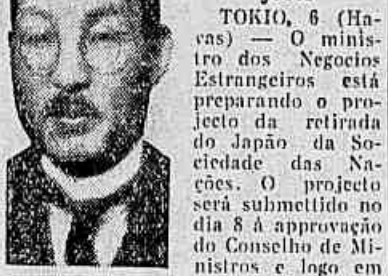 TOKIO, 6 (Ha-
vas) — O minis-
tro dos Negocios
Estrangeiros está
preparando o pro-
jecto da retirada
do Japão da So-
ciedade das Na-
ções. O projecto
será submettido no
dia 8 á approvação
do Conselho de Mi-
nistros e logo em